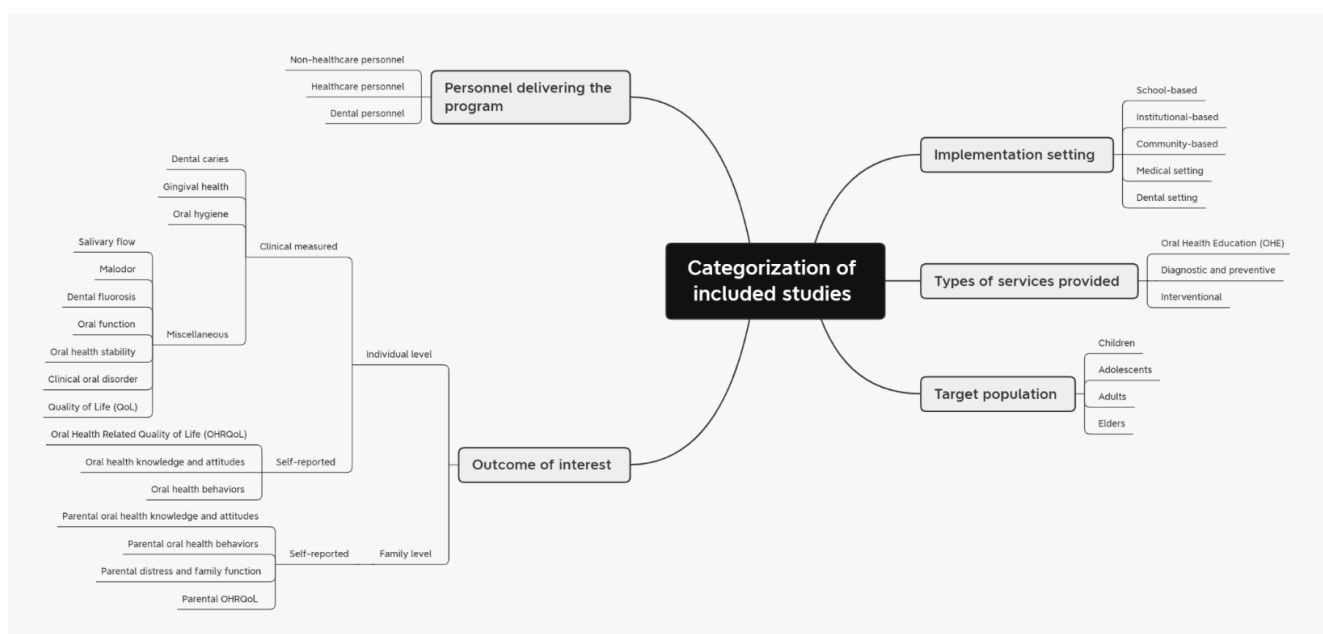 Categorization of
included studies
Personnel delivering the
program
Non-healthcare personnel
Healthcare personnel
Dental personnel
Implementation setting
School-based
Institutional-based
Community-based
Medical setting
Dental setting
Types of services provided
Oral Health Education (OHE)
Diagnostic and preventive
Interventional
Target population
Children
Adolescents
Adults
Elders
Outcome of interest
Individual level
Clinical measured
Dental caries
Gingival health
Oral hygiene
Miscellaneous
Salivary flow
Malodor
Dental fluorosis
Oral function
Oral health stability
Clinical oral disorder
Quality of Life (QoL)
Self-reported
Oral Health Related Quality of Life (OHRQoL)
Oral health knowledge and attitudes
Oral health behaviors
Family level
Self-reported
Parental oral health knowledge and attitudes
Parental oral health behaviors
Parental distress and family function
Parental OHRQoL